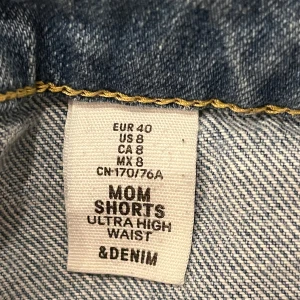 EUR 40
US 8
CA 8
MX 8
CN 170/76A
MOM
SHORTS
ULTRA HIGH
WAIST
&DENIM